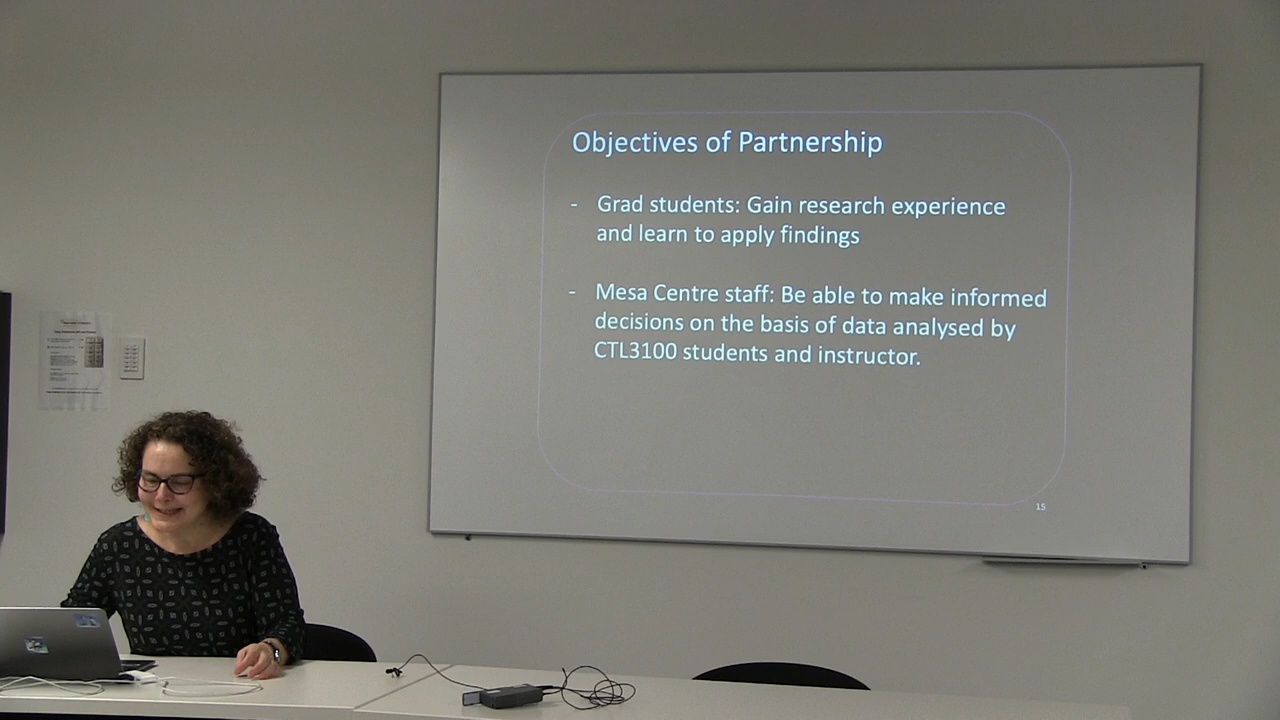 Objectives of Partnership
- Grad students: Gain research experience
and learn to apply findings
- Mesa Centre staff: Be able to make informed
decisions on the basis of data analysed by
CTL3100 students and instructor.
15